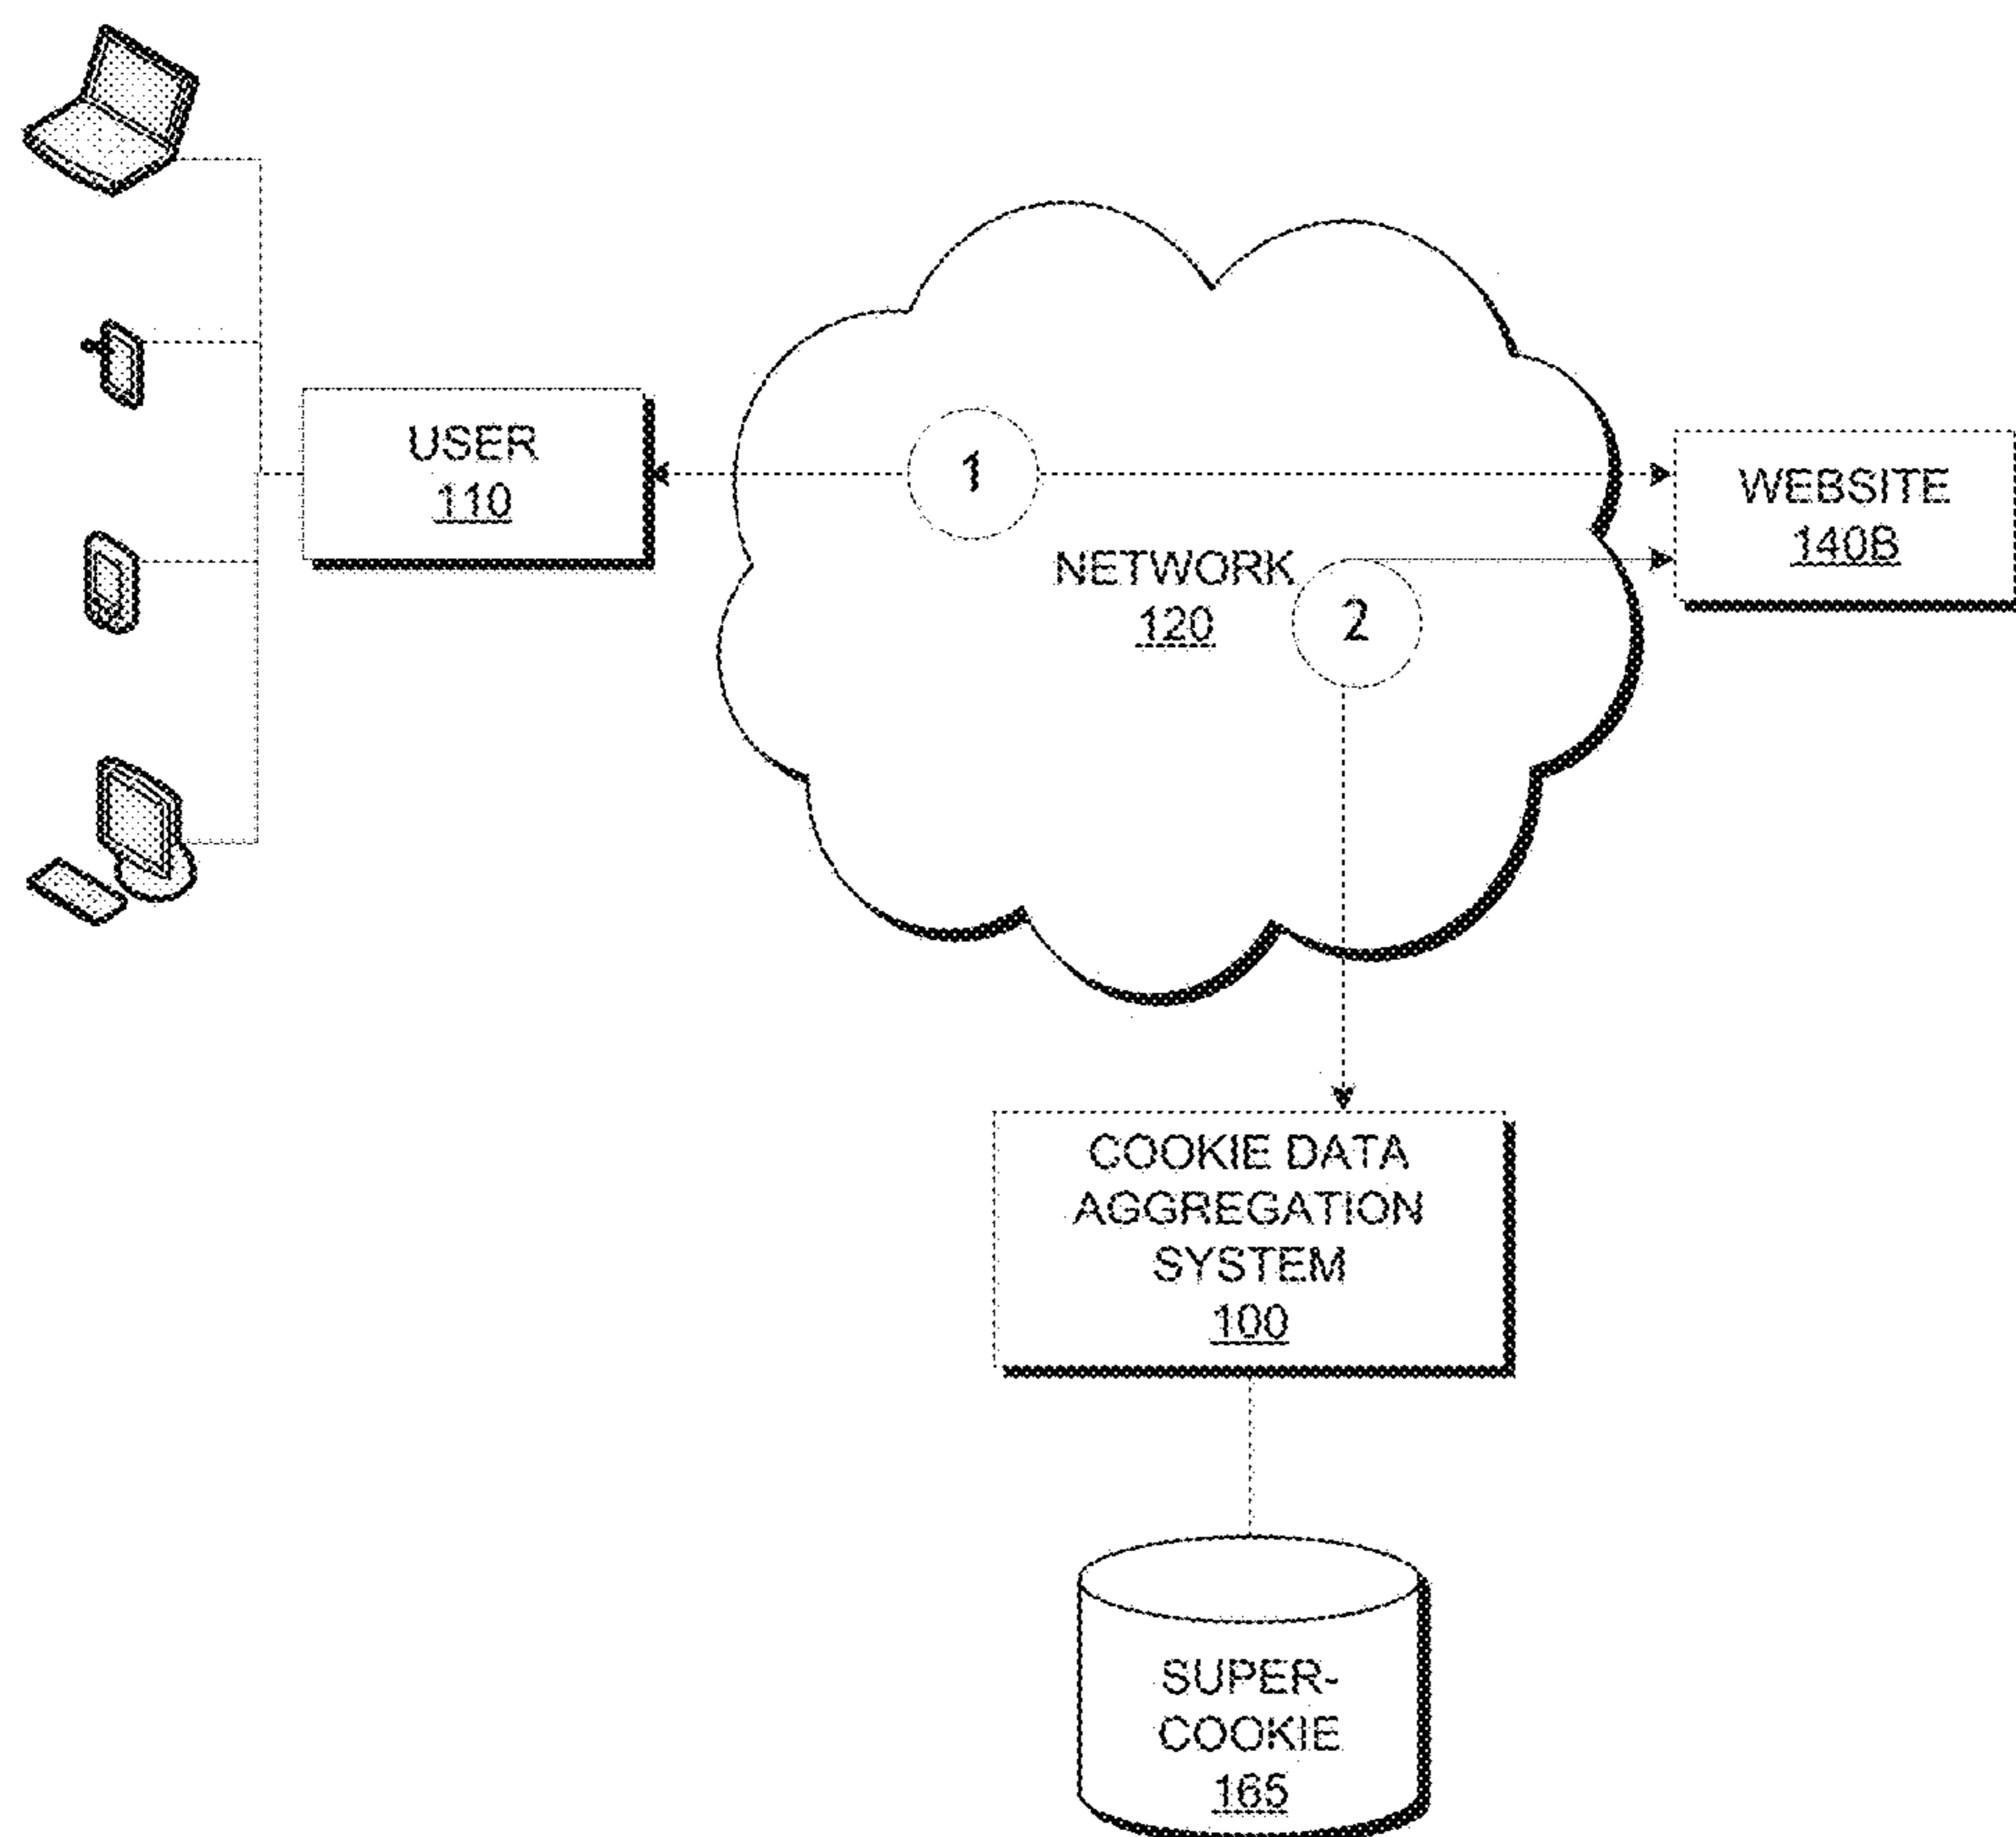 USER
110
1
WEBSITE
140B
NETWORK
120
2
COOKIE DATA
AGGREGATION
SYSTEM
100
SUPER-
COOKIE
165